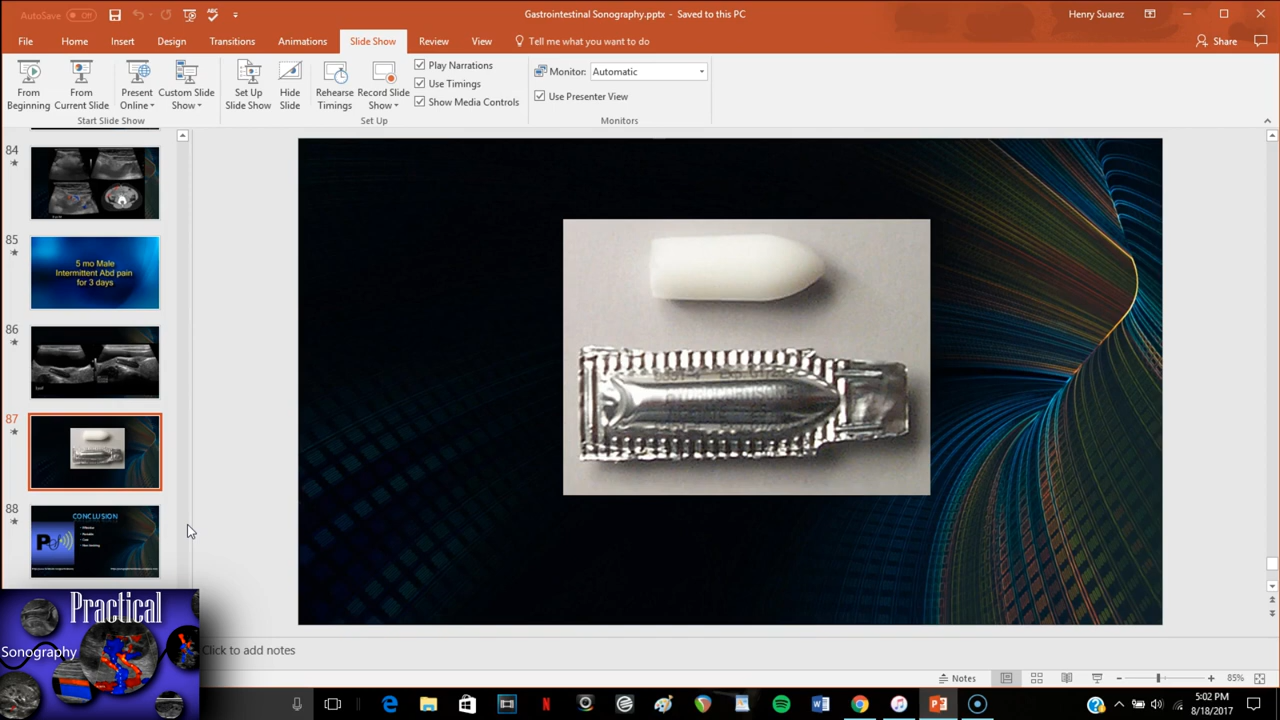 AutoSave Off
Gastrointestinal Sonography.pptx - Saved to this PC
Henry Suarez
File Home Insert Design Transitions Animations Slide Show Review View Tell me what you want to do Share
From Beginning
From Current Slide
Present Online
Custom Slide Show
Set Up Slide Show
Hide Slide
Rehearse Timings
Record Slide Show
Play Narrations
Use Timings
Show Media Controls
Monitor: Automatic
Use Presenter View
Start Slide Show
Set Up
Monitors
84
85
5 mo Male
Intermittent Abd pain
for 3 days
86
87
88
CONCLUSION
Practical
Sonography
Click to add notes
Notes
85%
5:02 PM
8/18/2017